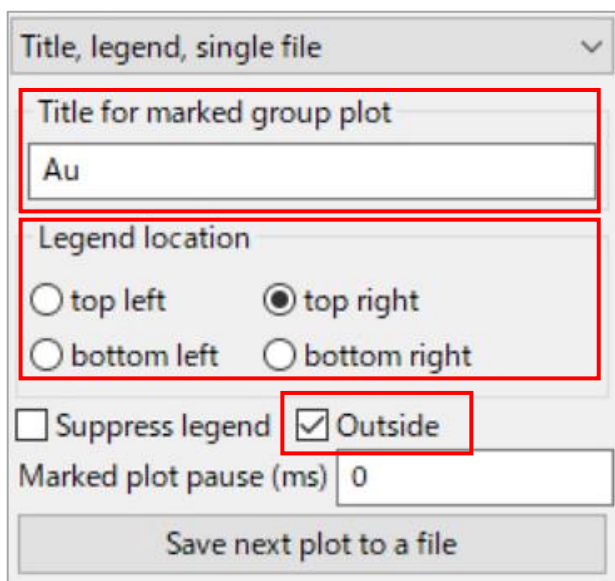 Title, legend, single file
Title for marked group plot
Au
Legend location
top left top right
bottom left bottom right
Suppress legend Outside
Marked plot pause (ms) 0
Save next plot to a file